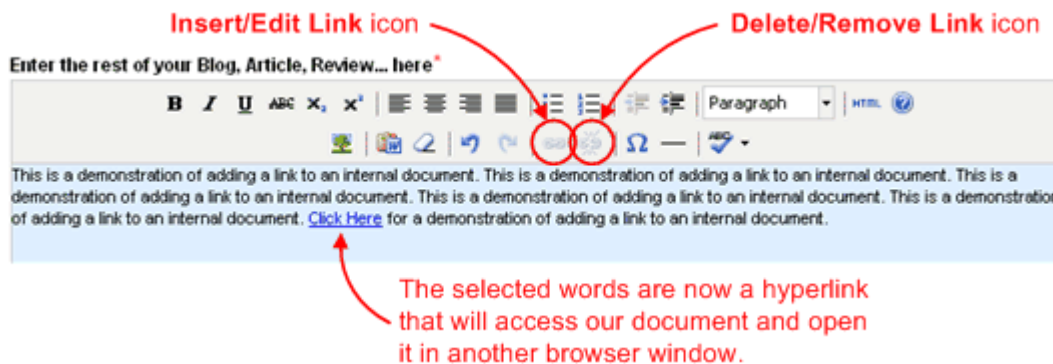 Insert/Edit Link icon
Delete/Remove Link icon
Enter the rest of your Blog, Article, Review... here*
B I U ABC X₂ X² Paragraph HTML ?
W Ω — ABC
This is a demonstration of adding a link to an internal document. This is a demonstration of adding a link to an internal document. This is a
demonstration of adding a link to an internal document. This is a demonstration of adding a link to an internal document. This is a demonstration
of adding a link to an internal document. Click Here for a demonstration of adding a link to an internal document.
The selected words are now a hyperlink
that will access our document and open
it in another browser window.